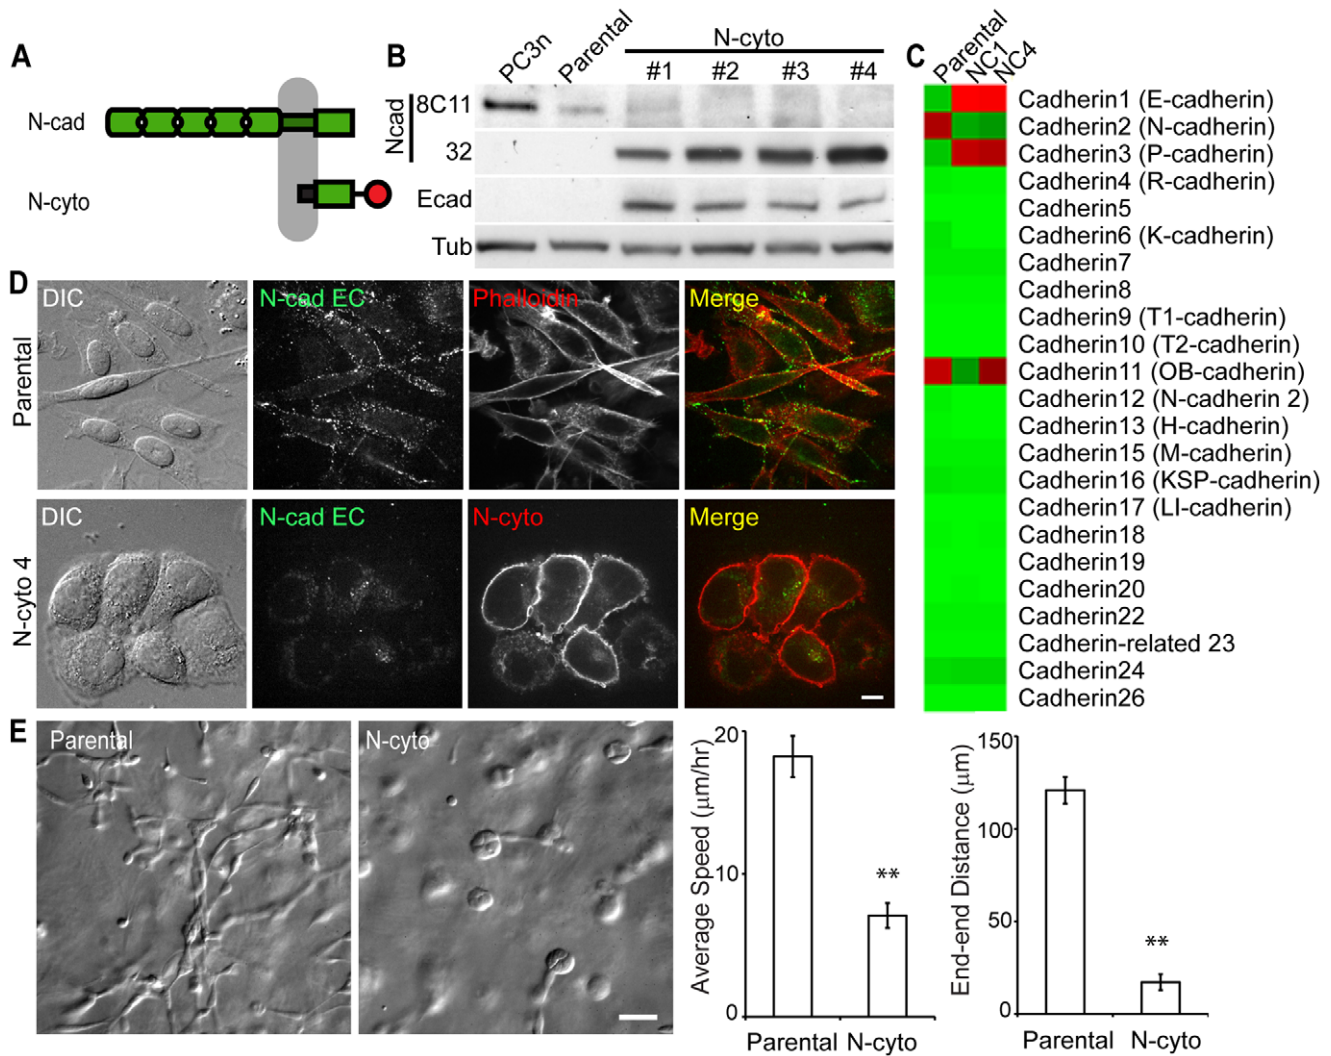 A
N-cad
N-cyto
B
PC3n
Parental
N-cyto
#1 #2 #3 #4
Ncad
8C11
32
Ecad
Tub
C
Parental
NC1
NC4
Cadherin1 (E-cadherin)
Cadherin2 (N-cadherin)
Cadherin3 (P-cadherin)
Cadherin4 (R-cadherin)
Cadherin5
Cadherin6 (K-cadherin)
Cadherin7
Cadherin8
Cadherin9 (T1-cadherin)
Cadherin10 (T2-cadherin)
Cadherin11 (OB-cadherin)
Cadherin12 (N-cadherin 2)
Cadherin13 (H-cadherin)
Cadherin15 (M-cadherin)
Cadherin16 (KSP-cadherin)
Cadherin17 (LI-cadherin)
Cadherin18
Cadherin19
Cadherin20
Cadherin22
Cadherin-related 23
Cadherin24
Cadherin26
D
Parental
DIC
N-cad EC
Phalloidin
Merge
N-cyto 4
DIC
N-cad EC
N-cyto
Merge
E
Parental
N-cyto
Average Speed (μm/hr)
20
10
0
**
Parental N-cyto
End-end Distance (μm)
150
100
50
0
**
Parental N-cyto